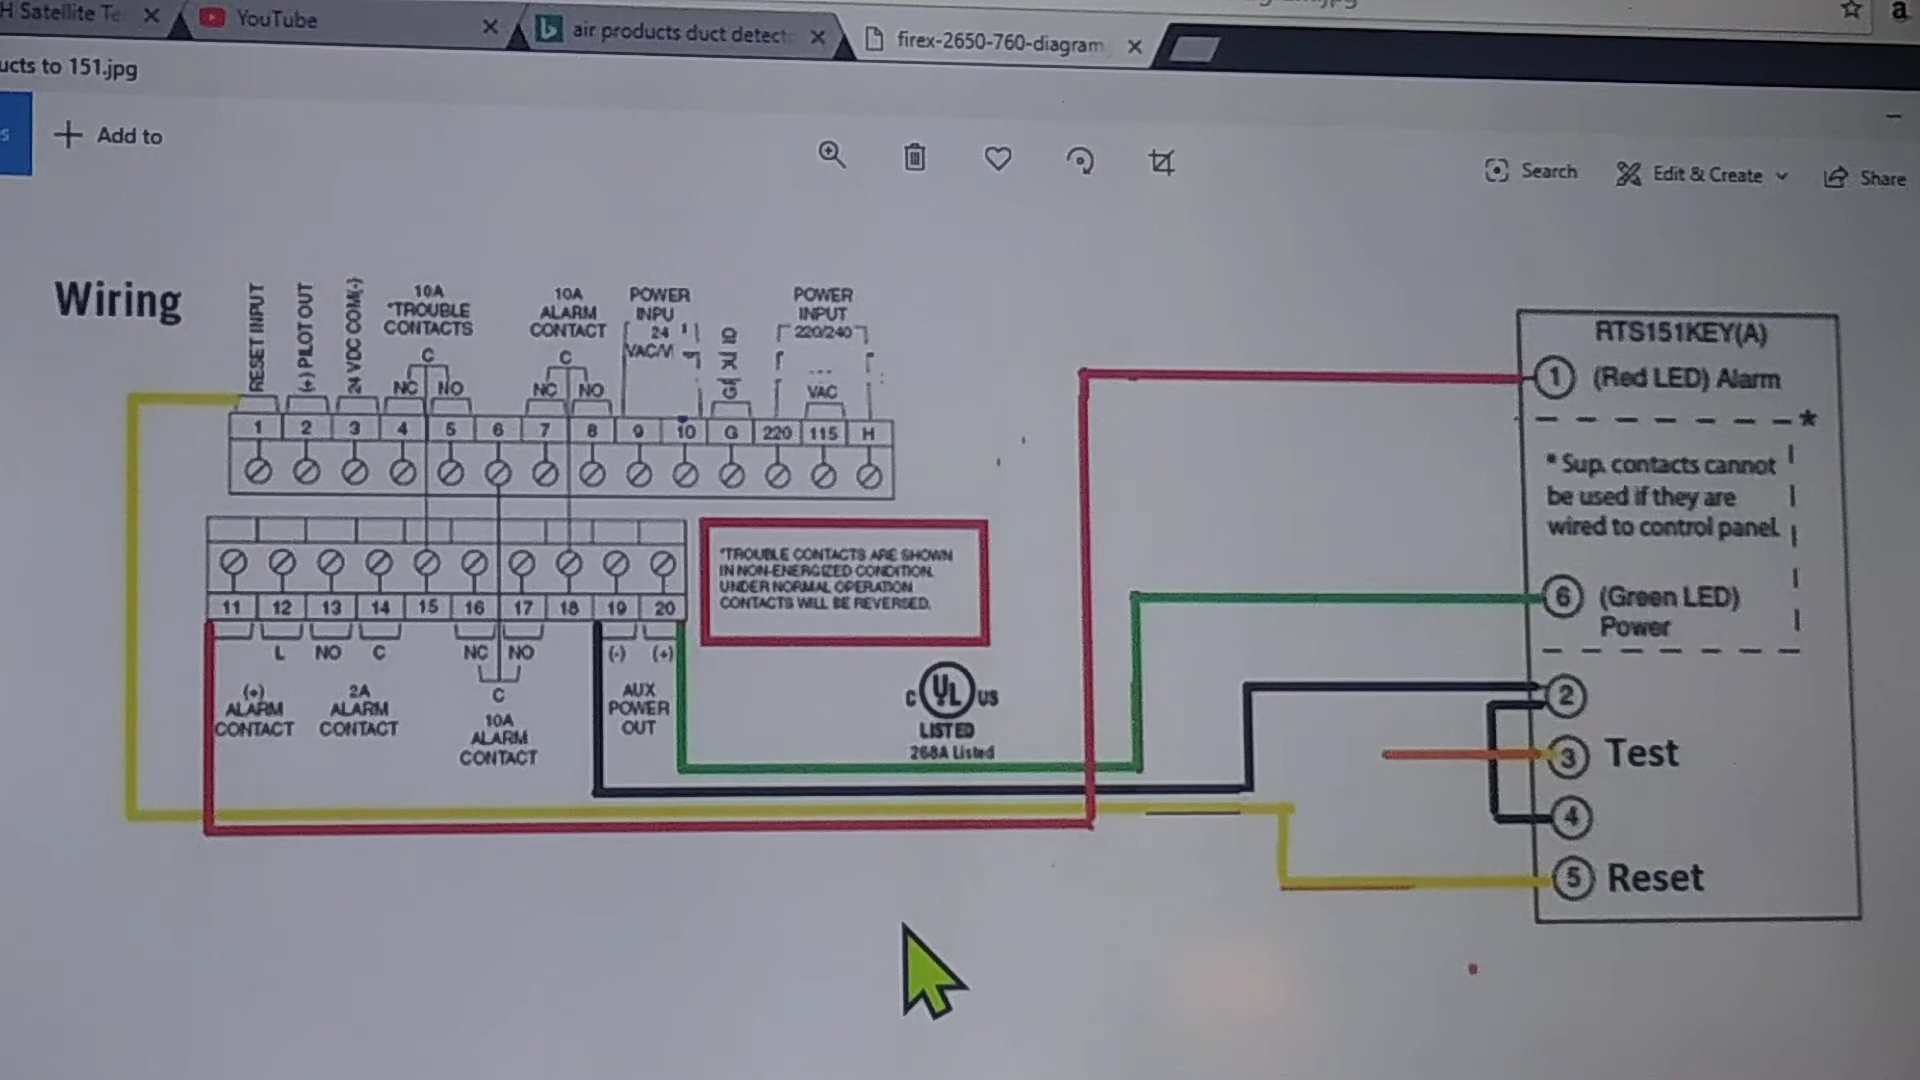 H Satellite Te
YouTube
air products duct detect
firex-2650-760-diagram
a
ucts to 151.jpg
s
Add to
Search
Edit & Create
Share
Wiring
RESET INPUT
(+) PILOT OUT
24 VDC COM(-)
10A
*TROUBLE
CONTACTS
C
NC NO
10A
ALARM
CONTACT
C
NC NO
POWER
INPU
24
VAC/V
POWER
INPUT
220/240
VAC
1 2 3 4 5 6 7 8 9 10 G 220 115 H
11 12 13 14 15 16 17 18 19 20
L NO C NC NO (-) (+)
(+)
ALARM
CONTACT
2A
ALARM
CONTACT
C
10A
ALARM
CONTACT
AUX
POWER
OUT
*TROUBLE CONTACTS ARE SHOWN
IN NON-ENERGIZED CONDITION.
UNDER NORMAL OPERATION
CONTACTS WILL BE REVERSED.
C UL US
LISTED
268A Listed
RTS151KEY(A)
1 (Red LED) Alarm
*
* Sup. contacts cannot
be used if they are
wired to control panel.
6 (Green LED)
Power
2
3 Test
4
5 Reset